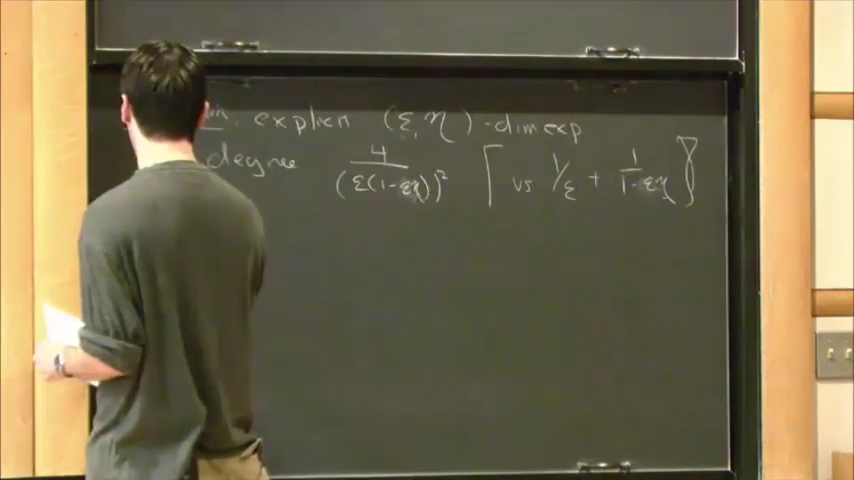 explicit (ε, η)-dim exp
degree 4/(ε(1-εη))² [vs 1/ε + 1/(1-εη)]